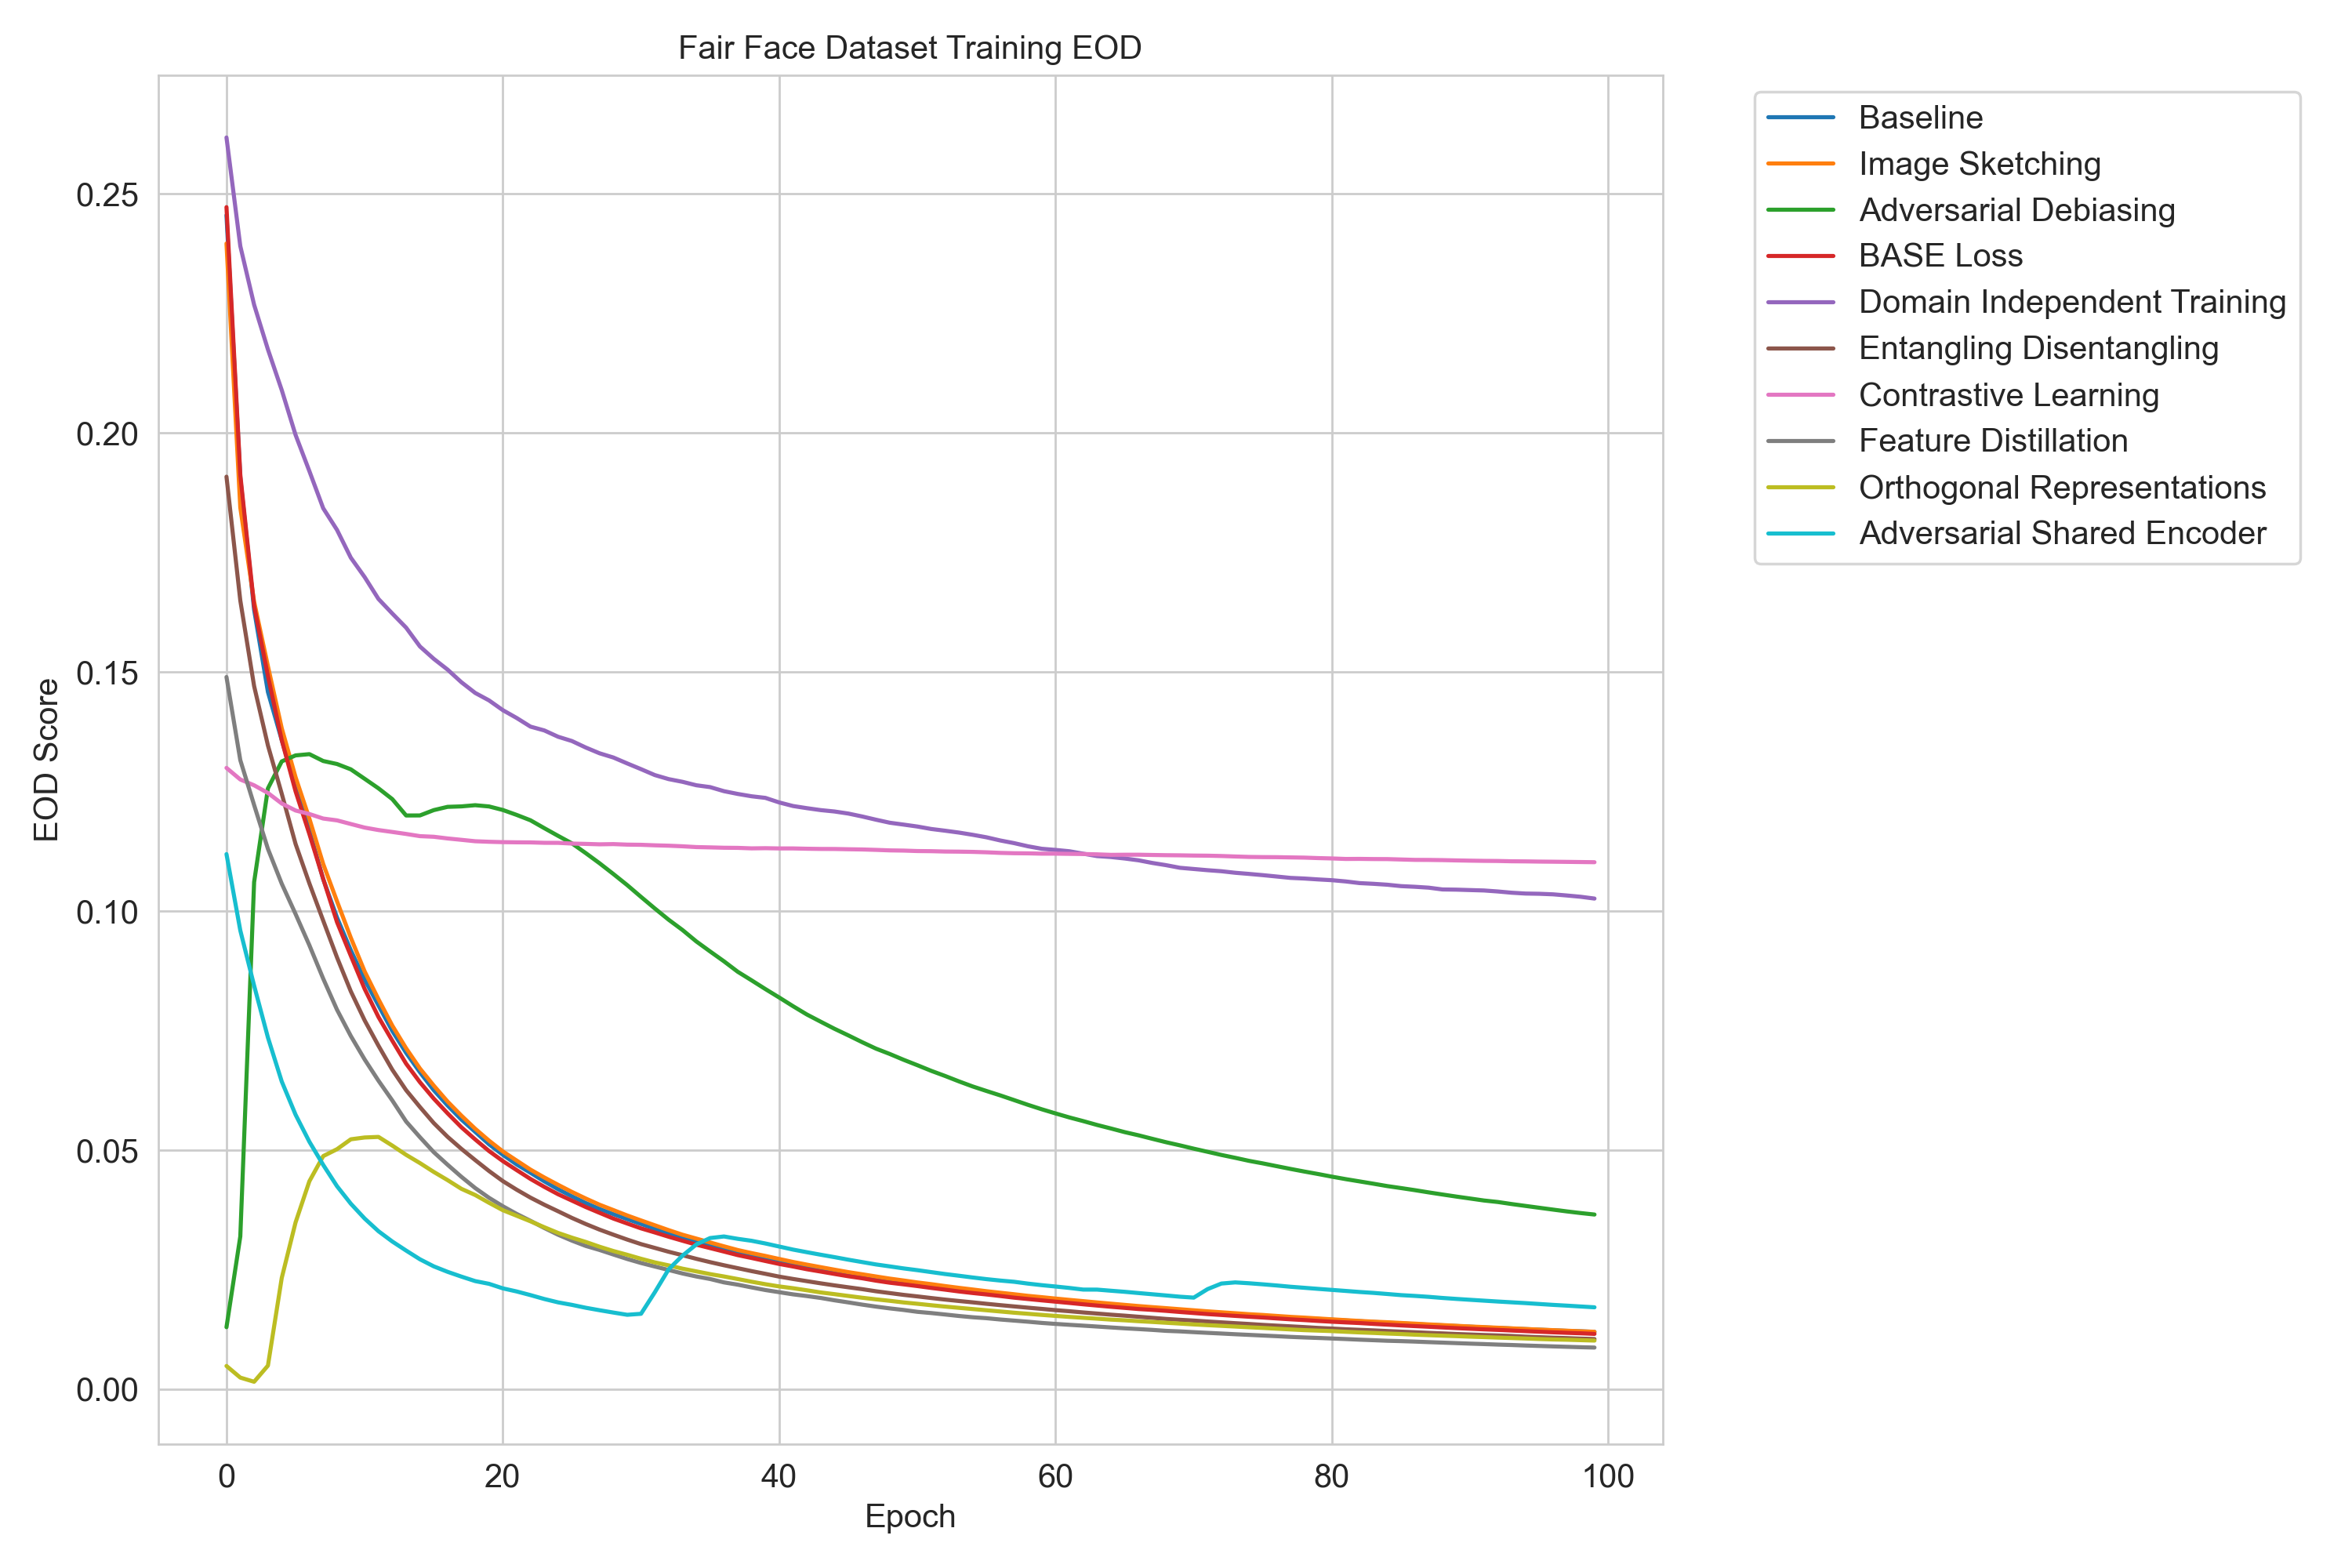 Fair Face Dataset Training EOD
Baseline
Image Sketching
Adversarial Debiasing
BASE Loss
Domain Independent Training
Entangling Disentangling
Contrastive Learning
Feature Distillation
Orthogonal Representations
Adversarial Shared Encoder
EOD Score
0.25
0.20
0.15
0.10
0.05
0.00
0 20 40 60 80 100
Epoch